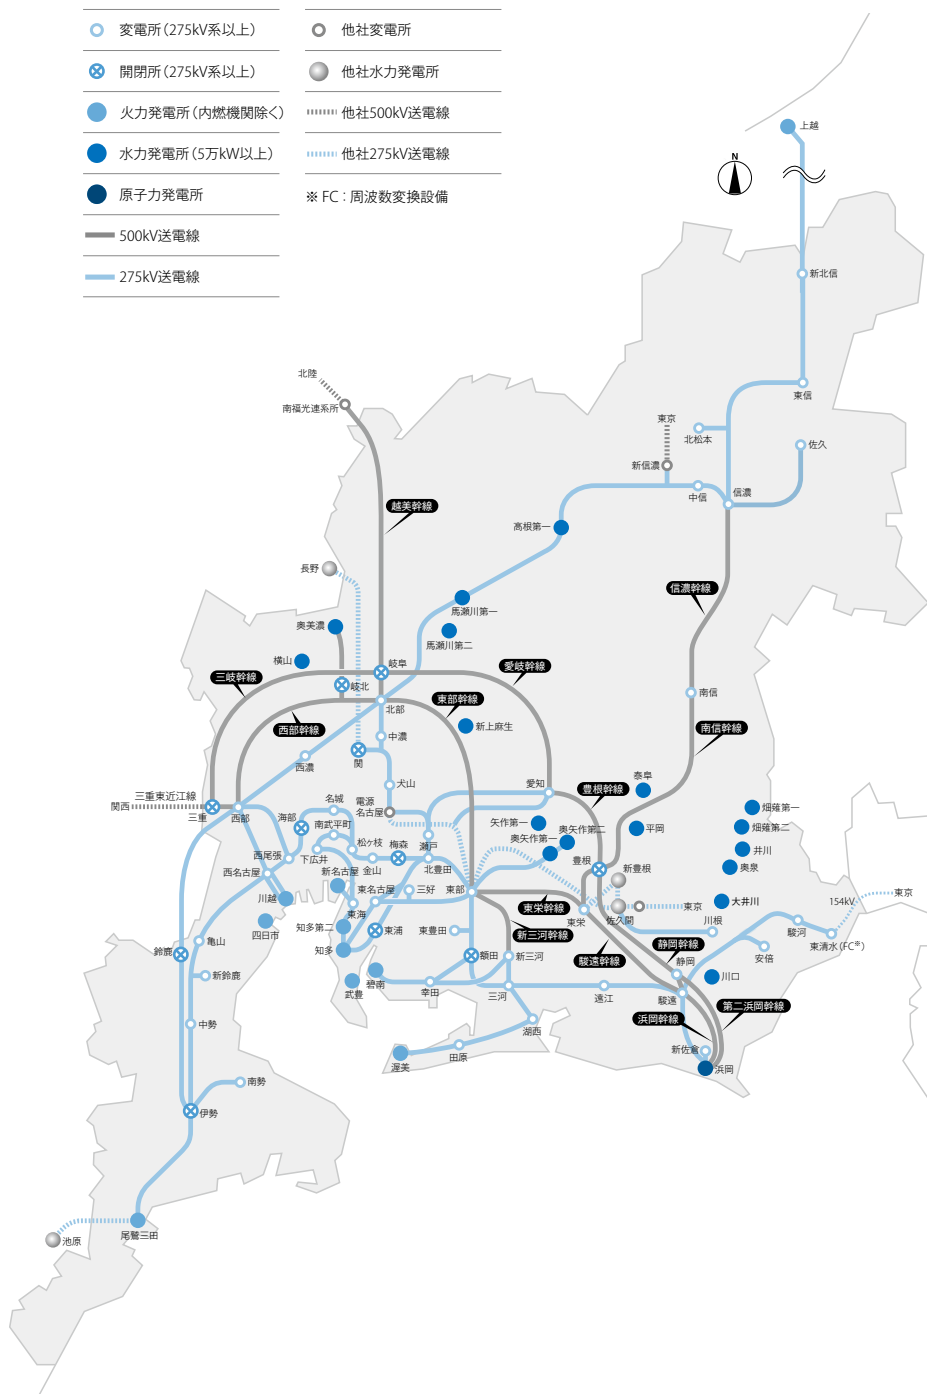 変電所（275kV系以上）
開閉所（275kV系以上）
火力発電所（内燃機関除く）
水力発電所（5万kW以上）
原子力発電所
500kV送電線
275kV送電線
他社変電所
他社水力発電所
他社500kV送電線
他社275kV送電線
※ FC：周波数変換設備
上越
N
新北信
東信
北陸
南福光連系所
東京
北松本
佐久
新信濃
中信
信濃
越美幹線
高根第一
長野
信濃幹線
馬瀬川第一
奥美濃
馬瀬川第二
横山
岐阜
愛岐幹線
三岐幹線
岐北
南信
東部幹線
北部
西部幹線
新上麻生
南信幹線
中濃
関
西濃
犬山
愛知
泰阜
豊根幹線
三重東近江線
関西
三重
西部
海部
名城
電源
名古屋
畑薙第一
南武平町
矢作第一
奥矢作第二
奥矢作第一
平岡
畑薙第二
松ヶ枝
梅森
瀬戸
井川
西尾張
下広井
新名古屋
金山
北豊田
豊根
新豊根
奥泉
西名古屋
川越
東名古屋
三好
東部
東栄幹線
佐久間
東京
大井川
154kV
東京
四日市
東海
知多第二
東栄
川根
駿河
東清水（FC※）
東浦
東豊田
新三河幹線
静岡幹線
安倍
鈴鹿
亀山
知多
額田
新三河
駿遠幹線
静岡
新鈴鹿
武豊
碧南
幸田
三河
遠江
駿遠
川口
第二浜岡幹線
浜岡幹線
中勢
湖西
田原
渥美
新佐倉
浜岡
南勢
伊勢
尾鷲三田
池原